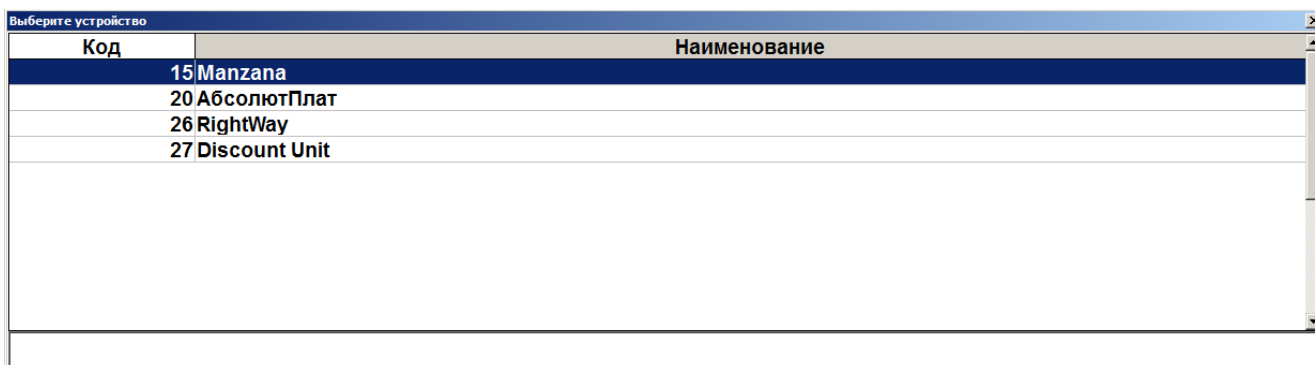 Выберите устройство
Код Наименование
15 Manzana
20 АбсолютПлат
26 RightWay
27 Discount Unit